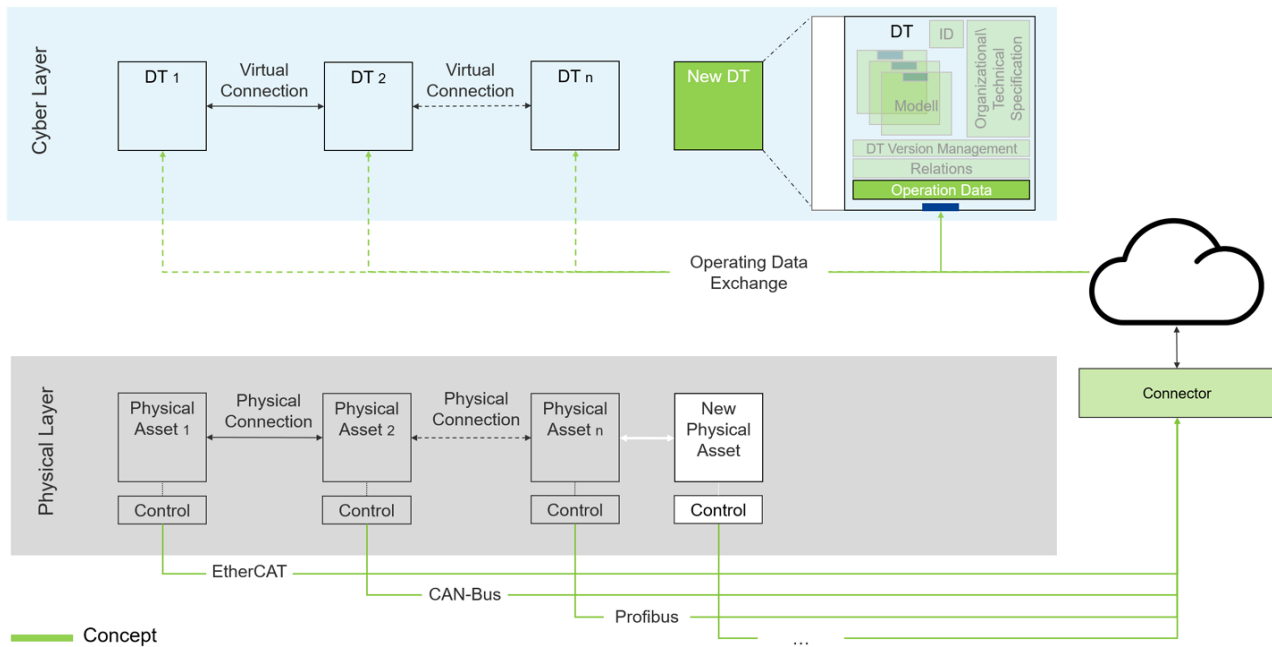 Cyber Layer
DT 1
Virtual
Connection
DT 2
Virtual
Connection
DT n
New DT
DT
ID
Organizational\
Technical
Specification
Modell
DT Version Management
Relations
Operation Data
Operating Data
Exchange
Connector
Physical Layer
Physical
Asset 1
Physical
Connection
Physical
Asset 2
Physical
Connection
Physical
Asset n
New
Physical
Asset
Control
Control
Control
Control
EtherCAT
CAN-Bus
Profibus
...
Concept